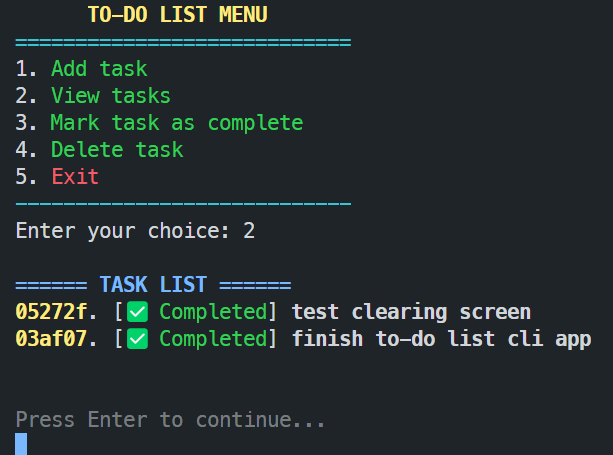 TO-DO LIST MENU
============================
1. Add task
2. View tasks
3. Mark task as complete
4. Delete task
5. Exit
----------------------------
Enter your choice: 2
====== TASK LIST ======
05272f. [✅ Completed] test clearing screen
03af07. [✅ Completed] finish to-do list cli app
Press Enter to continue...